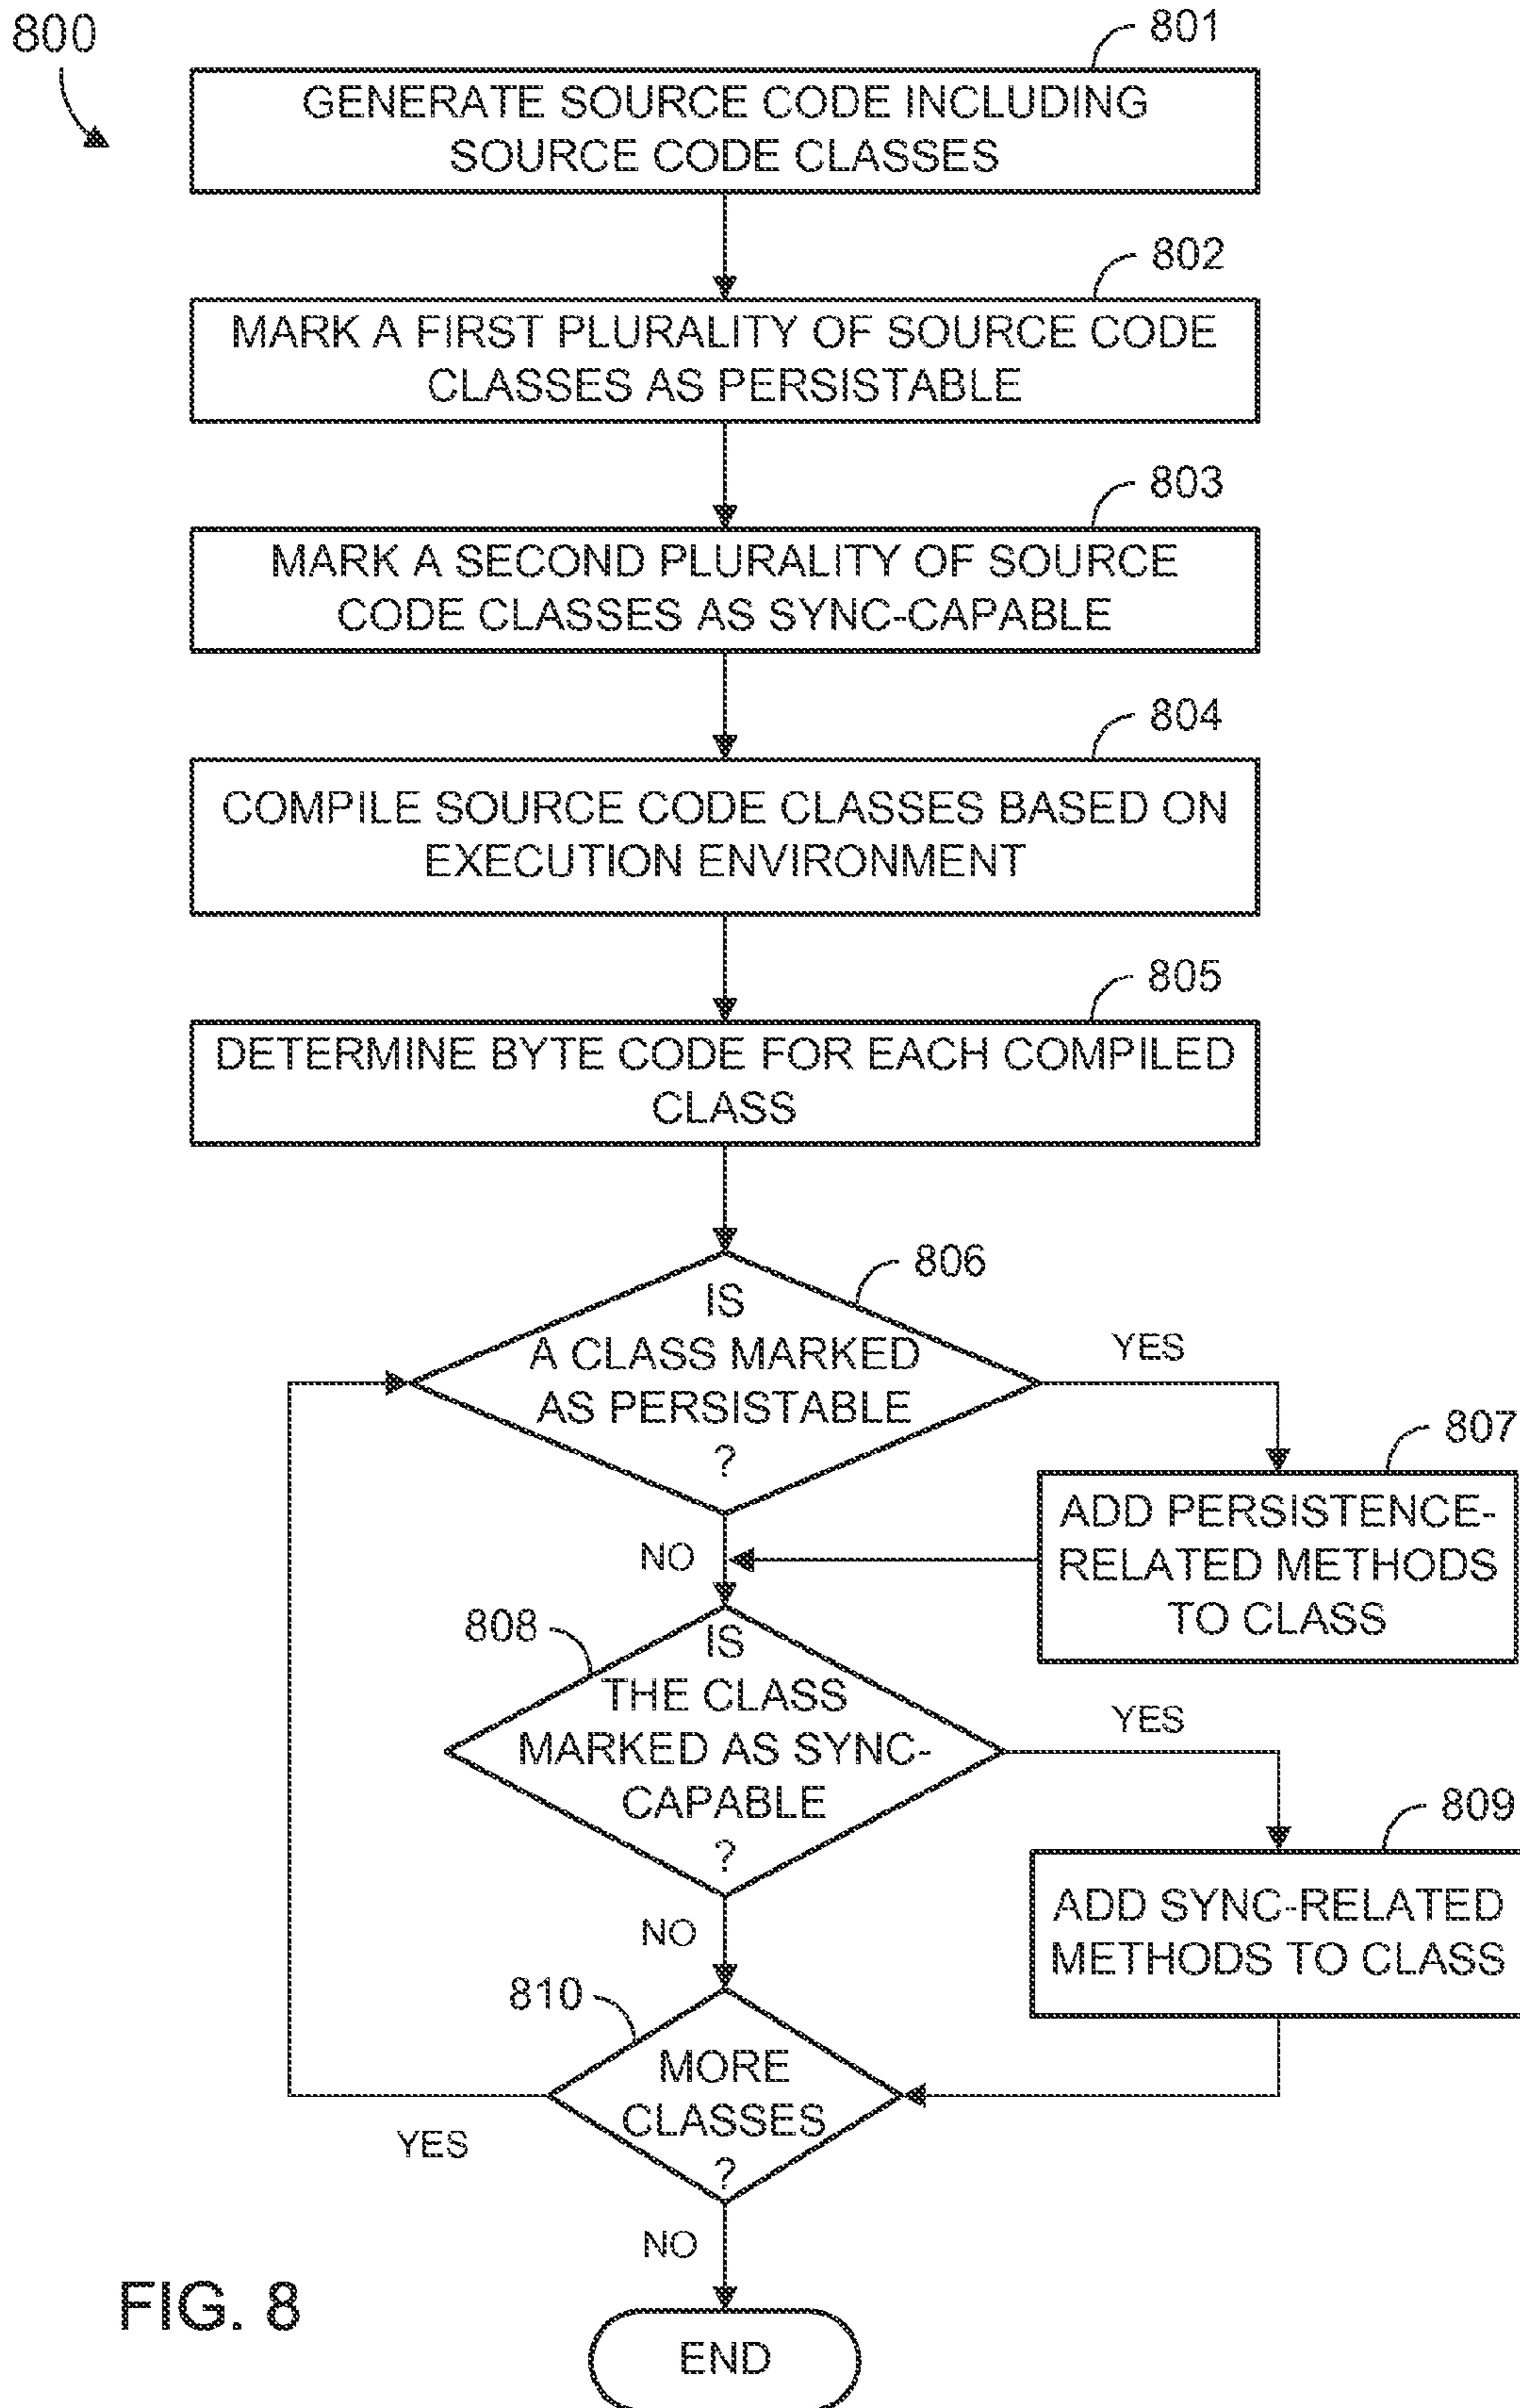 800
801
GENERATE SOURCE CODE INCLUDING
SOURCE CODE CLASSES
802
MARK A FIRST PLURALITY OF SOURCE CODE
CLASSES AS PERSISTABLE
803
MARK A SECOND PLURALITY OF SOURCE
CODE CLASSES AS SYNC-CAPABLE
804
COMPILE SOURCE CODE CLASSES BASED ON
EXECUTION ENVIRONMENT
805
DETERMINE BYTE CODE FOR EACH COMPILED
CLASS
806
IS
A CLASS MARKED
AS PERSISTABLE
?
YES
807
ADD PERSISTENCE-
RELATED METHODS
TO CLASS
NO
808
IS
THE CLASS
MARKED AS SYNC-
CAPABLE
?
YES
809
ADD SYNC-RELATED
METHODS TO CLASS
NO
810
MORE
CLASSES
?
YES
NO
END
FIG. 8